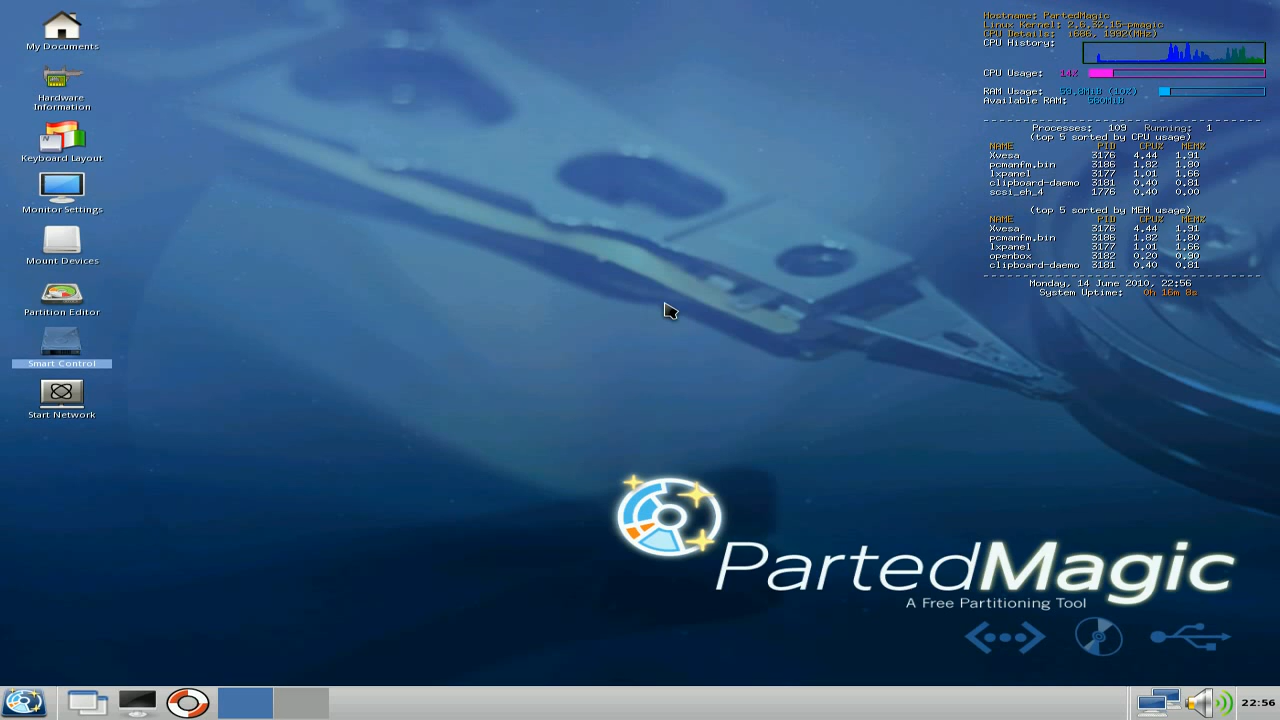 My Documents
Hardware
Information
Keyboard Layout
Monitor Settings
Mount Devices
Partition Editor
Smart Control
Start Network
Hostname: PartedMagic
Linux Kernel: 2.6.32.15-pmagic
CPU Details: i686, 1992(MHz)
CPU History:
CPU Usage: 14%
RAM Usage: 59.8MiB (10%)
Available RAM: 560MiB
Processes: 109 Running: 1
(top 5 sorted by CPU usage)
NAME PID CPU% MEM%
Xvesa 3176 4.44 1.91
pcmanfm.bin 3186 1.82 1.80
lxpanel 3177 1.01 1.66
clipboard-daemo 3181 0.40 0.81
scsi_eh_4 1776 0.40 0.00
(top 5 sorted by MEM usage)
NAME PID CPU% MEM%
Xvesa 3176 4.44 1.91
pcmanfm.bin 3186 1.82 1.80
lxpanel 3177 1.01 1.66
openbox 3182 0.20 0.90
clipboard-daemo 3181 0.40 0.81
Monday, 14 June 2010, 22:56
System Uptime: 0h 16m 8s
PartedMagic
A Free Partitioning Tool
22:56